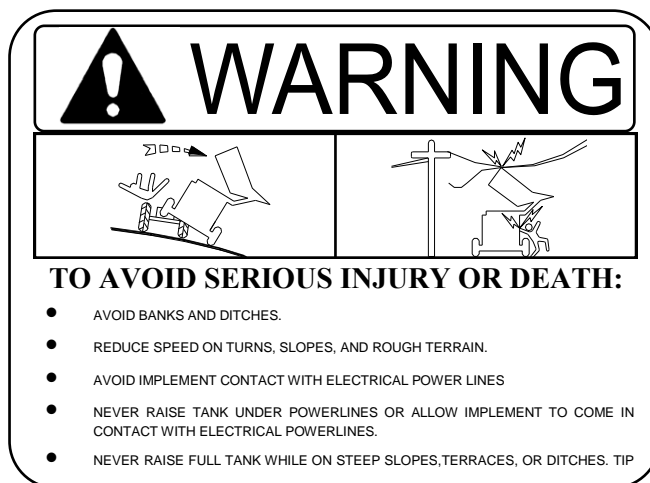 WARNING
TO AVOID SERIOUS INJURY OR DEATH:
● AVOID BANKS AND DITCHES.
● REDUCE SPEED ON TURNS, SLOPES, AND ROUGH TERRAIN.
● AVOID IMPLEMENT CONTACT WITH ELECTRICAL POWER LINES
● NEVER RAISE TANK UNDER POWERLINES OR ALLOW IMPLEMENT TO COME IN
CONTACT WITH ELECTRICAL POWERLINES.
● NEVER RAISE FULL TANK WHILE ON STEEP SLOPES,TERRACES, OR DITCHES. TIP